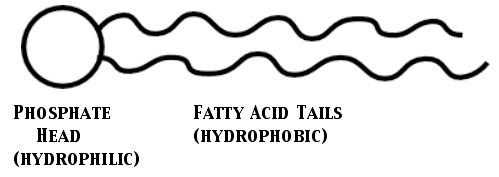 Phosphate
Head
(hydrophilic)
Fatty Acid Tails
(hydrophobic)